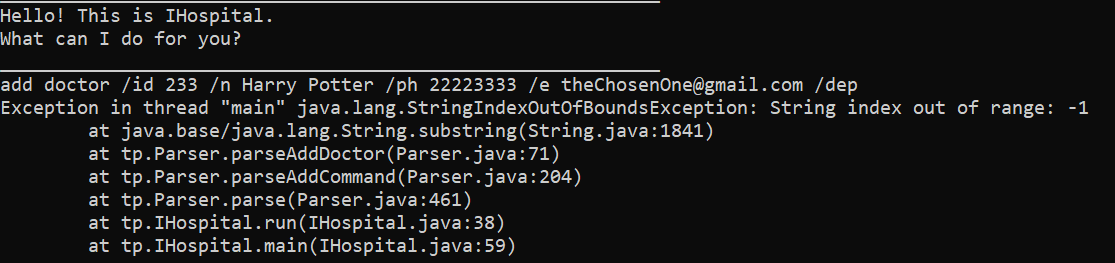 Hello! This is IHospital.
What can I do for you?
add doctor /id 233 /n Harry Potter /ph 22223333 /e theChosenOne@gmail.com /dep
Exception in thread "main" java.lang.StringIndexOutOfBoundsException: String index out of range: -1
at java.base/java.lang.String.substring(String.java:1841)
at tp.Parser.parseAddDoctor(Parser.java:71)
at tp.Parser.parseAddCommand(Parser.java:204)
at tp.Parser.parse(Parser.java:461)
at tp.IHospital.run(IHospital.java:38)
at tp.IHospital.main(IHospital.java:59)